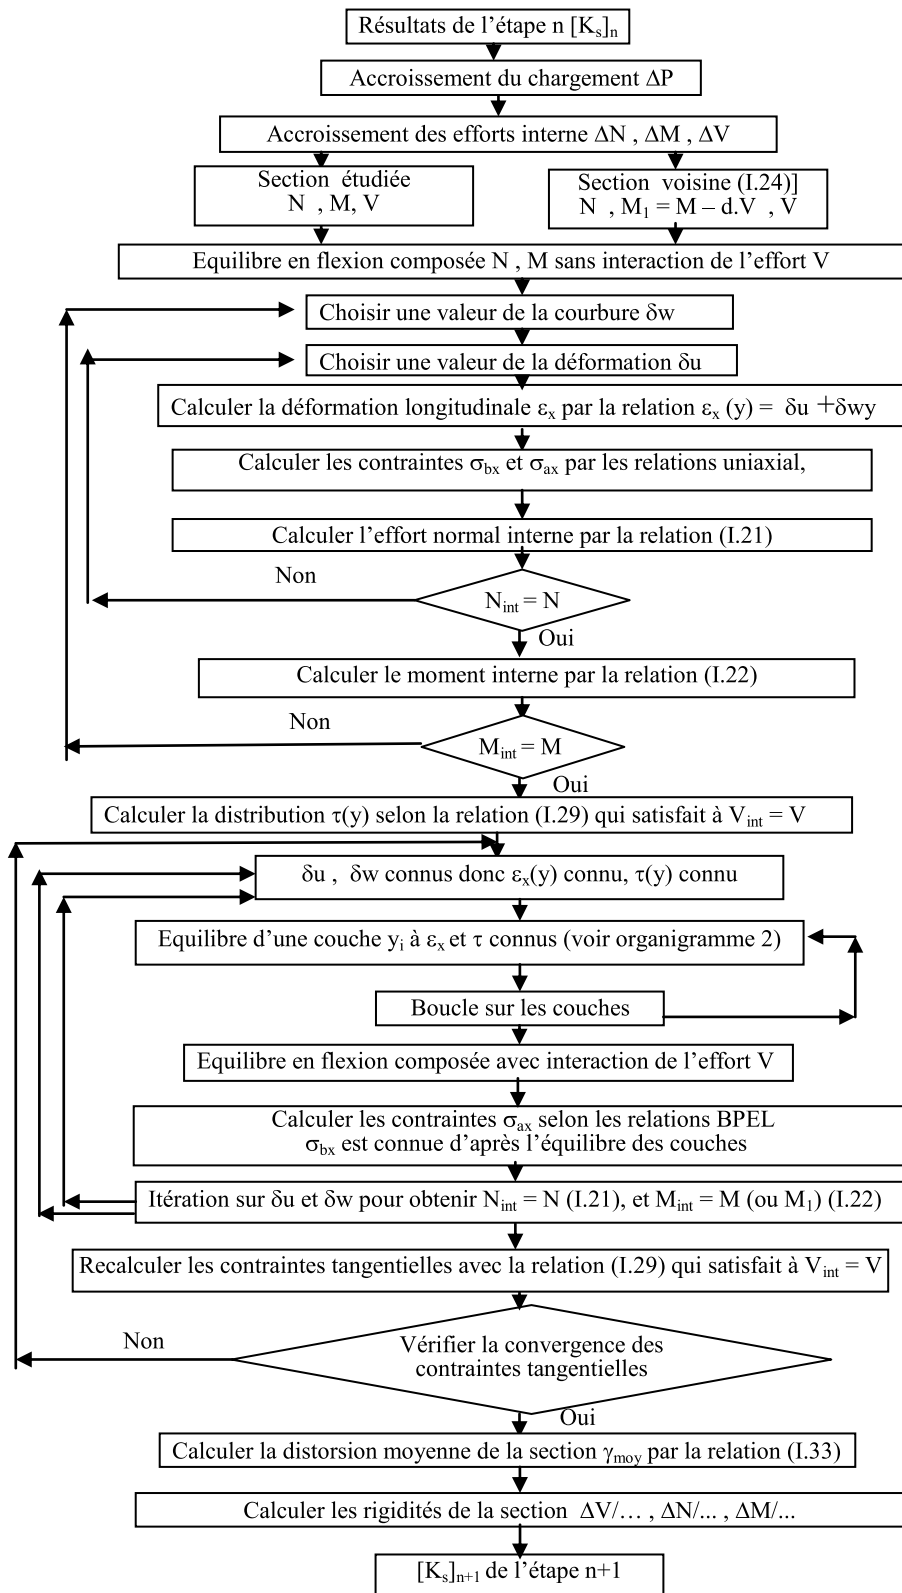 Résultats de l'étape n [Ks]n
Accroissement du chargement ΔP
Accroissement des efforts interne ΔN , ΔM , ΔV
Section étudiée
N , M, V
Section voisine (I.24)]
N , M1 = M – d.V , V
Equilibre en flexion composée N , M sans interaction de l'effort V
Choisir une valeur de la courbure δw
Choisir une valeur de la déformation δu
Calculer la déformation longitudinale εx par la relation εx (y) = δu +δwy
Calculer les contraintes σbx et σax par les relations uniaxial,
Calculer l'effort normal interne par la relation (I.21)
Non
Nint = N
Oui
Calculer le moment interne par la relation (I.22)
Non
Mint = M
Oui
Calculer la distribution τ(y) selon la relation (I.29) qui satisfait à Vint = V
δu , δw connus donc εx(y) connu, τ(y) connu
Equilibre d'une couche yi à εx et τ connus (voir organigramme 2)
Boucle sur les couches
Equilibre en flexion composée avec interaction de l'effort V
Calculer les contraintes σax selon les relations BPEL
σbx est connue d'après l'équilibre des couches
Itération sur δu et δw pour obtenir Nint = N (I.21), et Mint = M (ou M1) (I.22)
Recalculer les contraintes tangentielles avec la relation (I.29) qui satisfait à Vint = V
Non
Vérifier la convergence des
contraintes tangentielles
Oui
Calculer la distorsion moyenne de la section γmoy par la relation (I.33)
Calculer les rigidités de la section ΔV/… , ΔN/... , ΔM/...
[Ks]n+1 de l'étape n+1